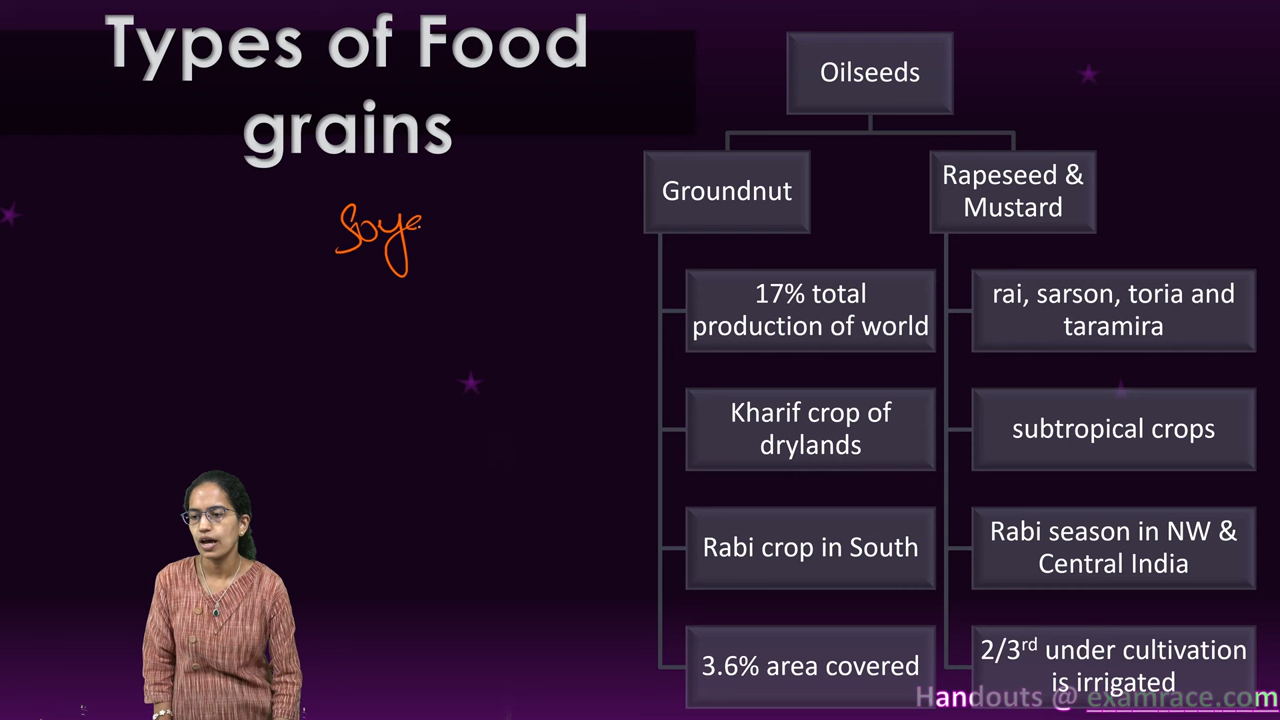 Types of Food
grains
Soye
Oilseeds
Groundnut
17% total
production of world
Kharif crop of
drylands
Rabi crop in South
3.6% area covered
Rapeseed &
Mustard
rai, sarson, toria and
taramira
subtropical crops
Rabi season in NW &
Central India
2/3rd under cultivation
is irrigated
Handouts @ examrace.com